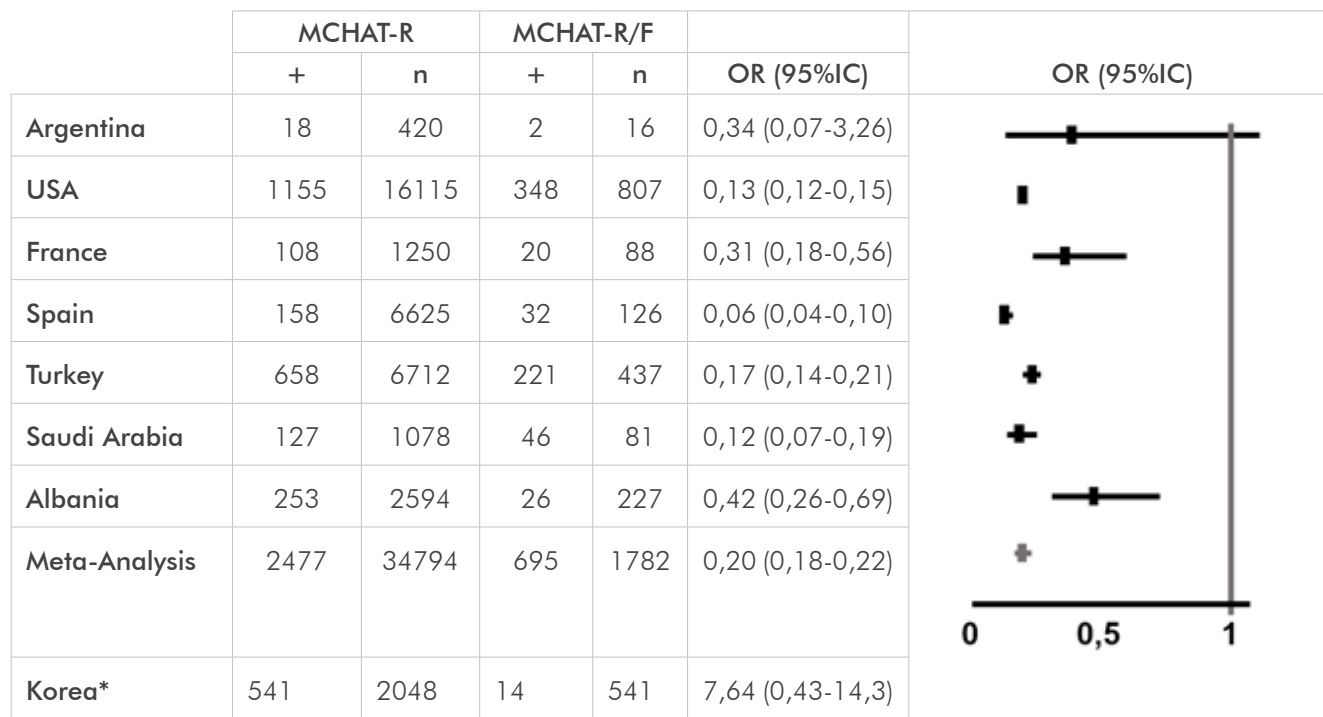 MCHAT-R MCHAT-R/F
+ n + n OR (95%IC) OR (95%IC)
Argentina 18 420 2 16 0,34 (0,07-3,26)
USA 1155 16115 348 807 0,13 (0,12-0,15)
France 108 1250 20 88 0,31 (0,18-0,56)
Spain 158 6625 32 126 0,06 (0,04-0,10)
Turkey 658 6712 221 437 0,17 (0,14-0,21)
Saudi Arabia 127 1078 46 81 0,12 (0,07-0,19)
Albania 253 2594 26 227 0,42 (0,26-0,69)
Meta-Analysis 2477 34794 695 1782 0,20 (0,18-0,22)
0 0,5 1
Korea* 541 2048 14 541 7,64 (0,43-14,3)